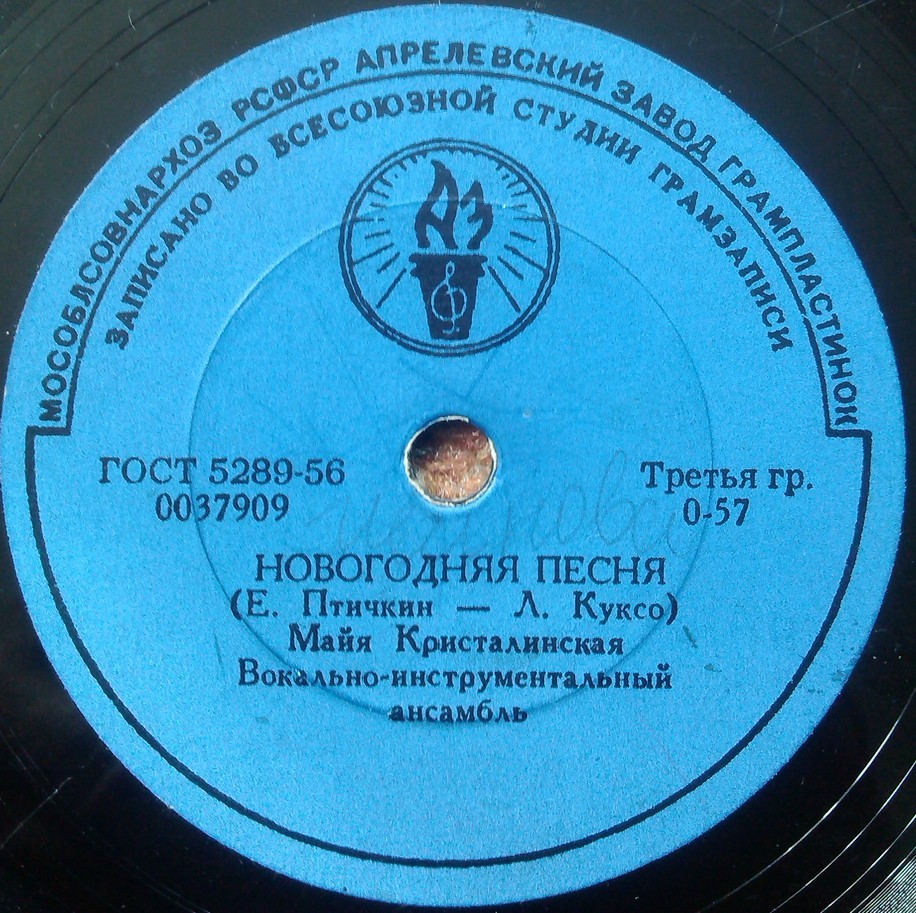 МОСОБЛСОВНАРХОЗ РСФСР АПРЕЛЕВСКИЙ ЗАВОД ГРАМПЛАСТИНОК
ЗАПИСАНО ВО ВСЕСОЮЗНОЙ СТУДИИ ГРАМЗАПИСИ
АЗ
ГОСТ 5289-56
0037909
Третья гр.
0-57
НОВОГОДНЯЯ ПЕСНЯ
(Е. Птичкин — Л. Куксо)
Майя Кристалинская
Вокально-инструментальный
ансамбль